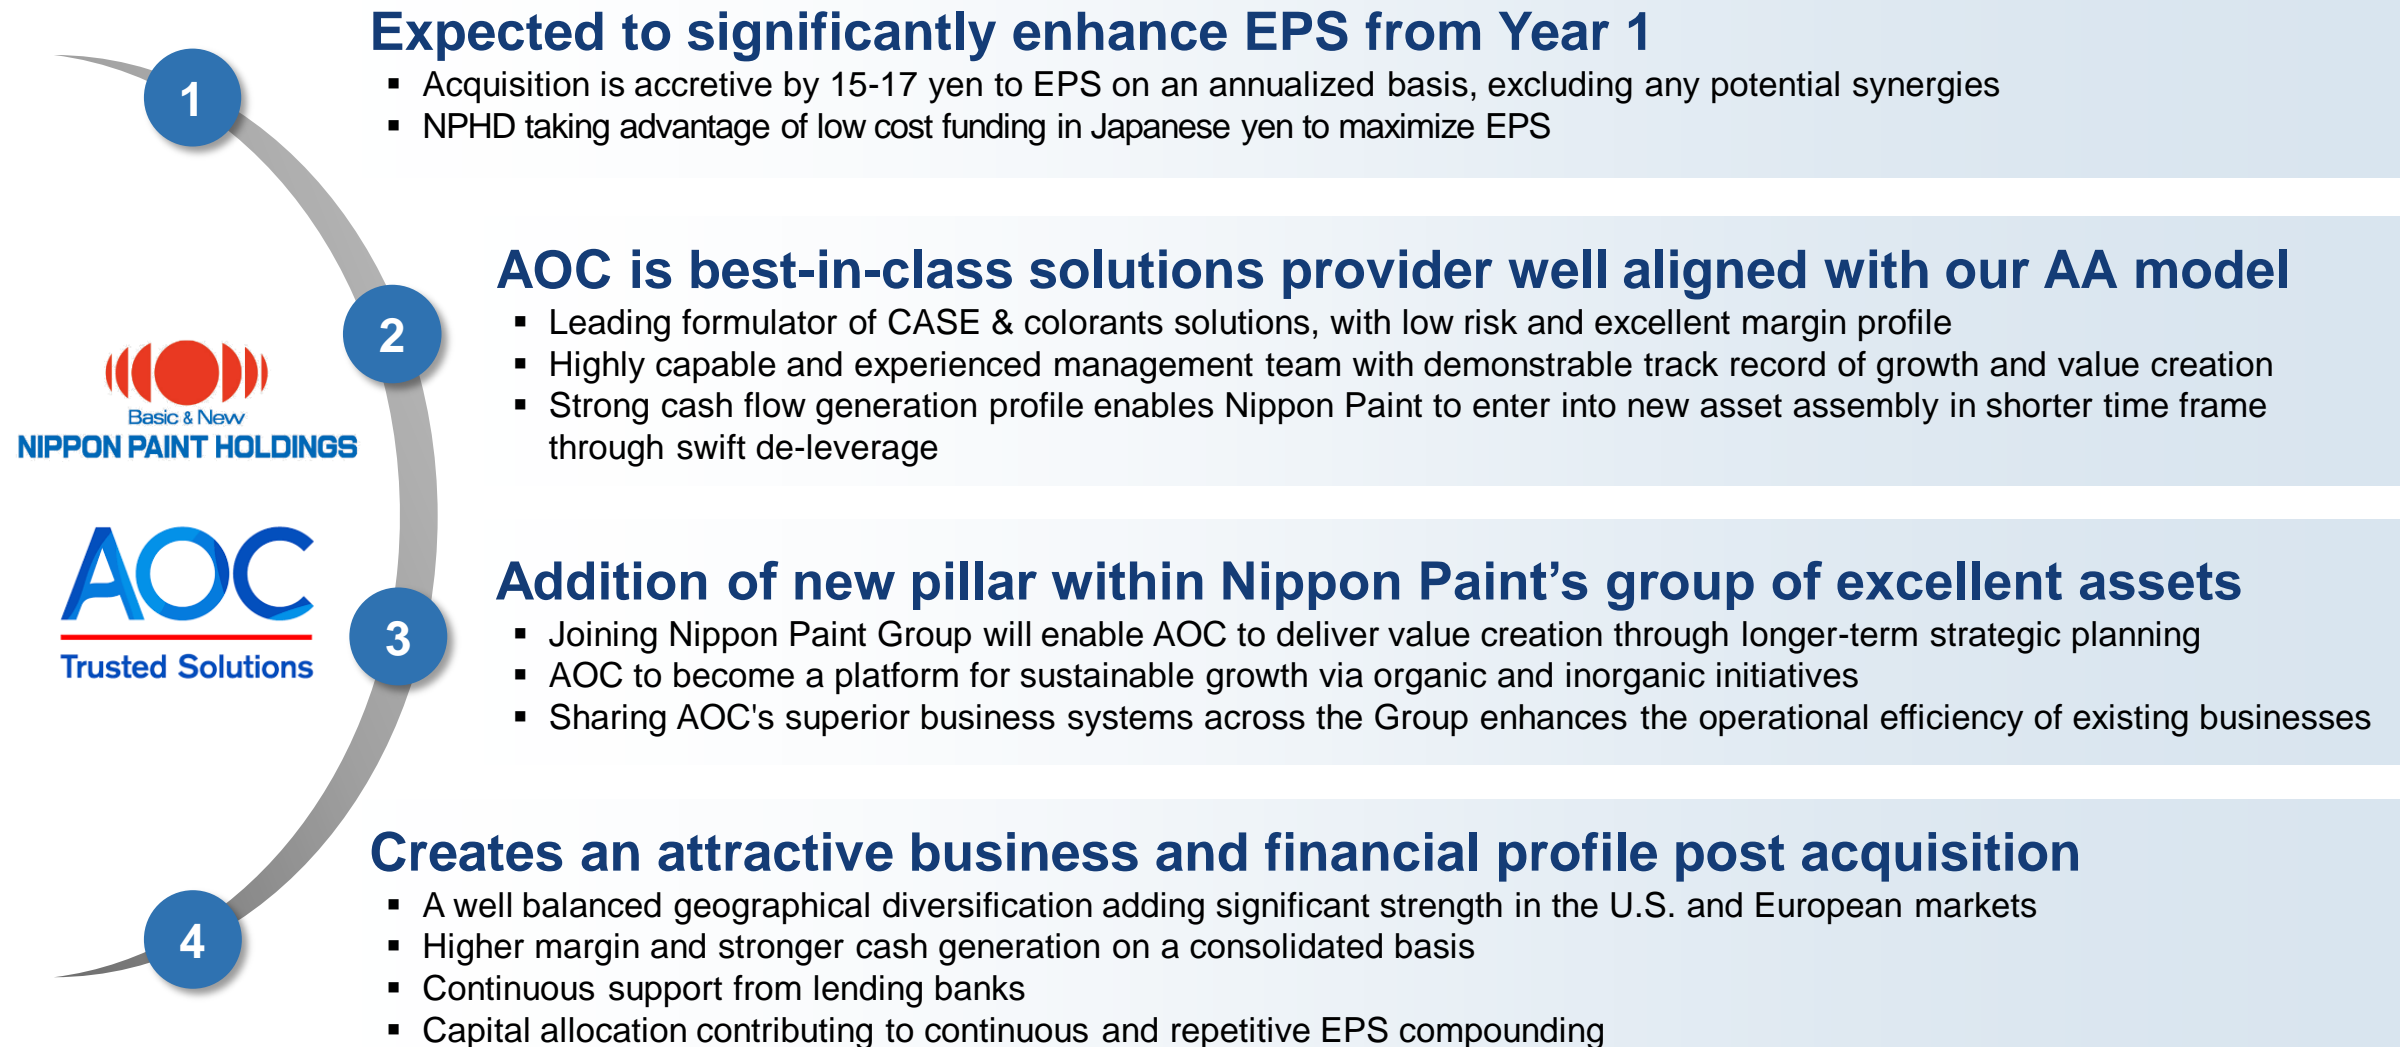 1
Expected to significantly enhance EPS from Year 1
▪ Acquisition is accretive by 15-17 yen to EPS on an annualized basis, excluding any potential synergies
▪ NPHD taking advantage of low cost funding in Japanese yen to maximize EPS
2
AOC is best-in-class solutions provider well aligned with our AA model
▪ Leading formulator of CASE & colorants solutions, with low risk and excellent margin profile
▪ Highly capable and experienced management team with demonstrable track record of growth and value creation
▪ Strong cash flow generation profile enables Nippon Paint to enter into new asset assembly in shorter time frame
through swift de-leverage
Basic & New
NIPPON PAINT HOLDINGS
AOC
Trusted Solutions
3
Addition of new pillar within Nippon Paint’s group of excellent assets
▪ Joining Nippon Paint Group will enable AOC to deliver value creation through longer-term strategic planning
▪ AOC to become a platform for sustainable growth via organic and inorganic initiatives
▪ Sharing AOC's superior business systems across the Group enhances the operational efficiency of existing businesses
4
Creates an attractive business and financial profile post acquisition
▪ A well balanced geographical diversification adding significant strength in the U.S. and European markets
▪ Higher margin and stronger cash generation on a consolidated basis
▪ Continuous support from lending banks
▪ Capital allocation contributing to continuous and repetitive EPS compounding